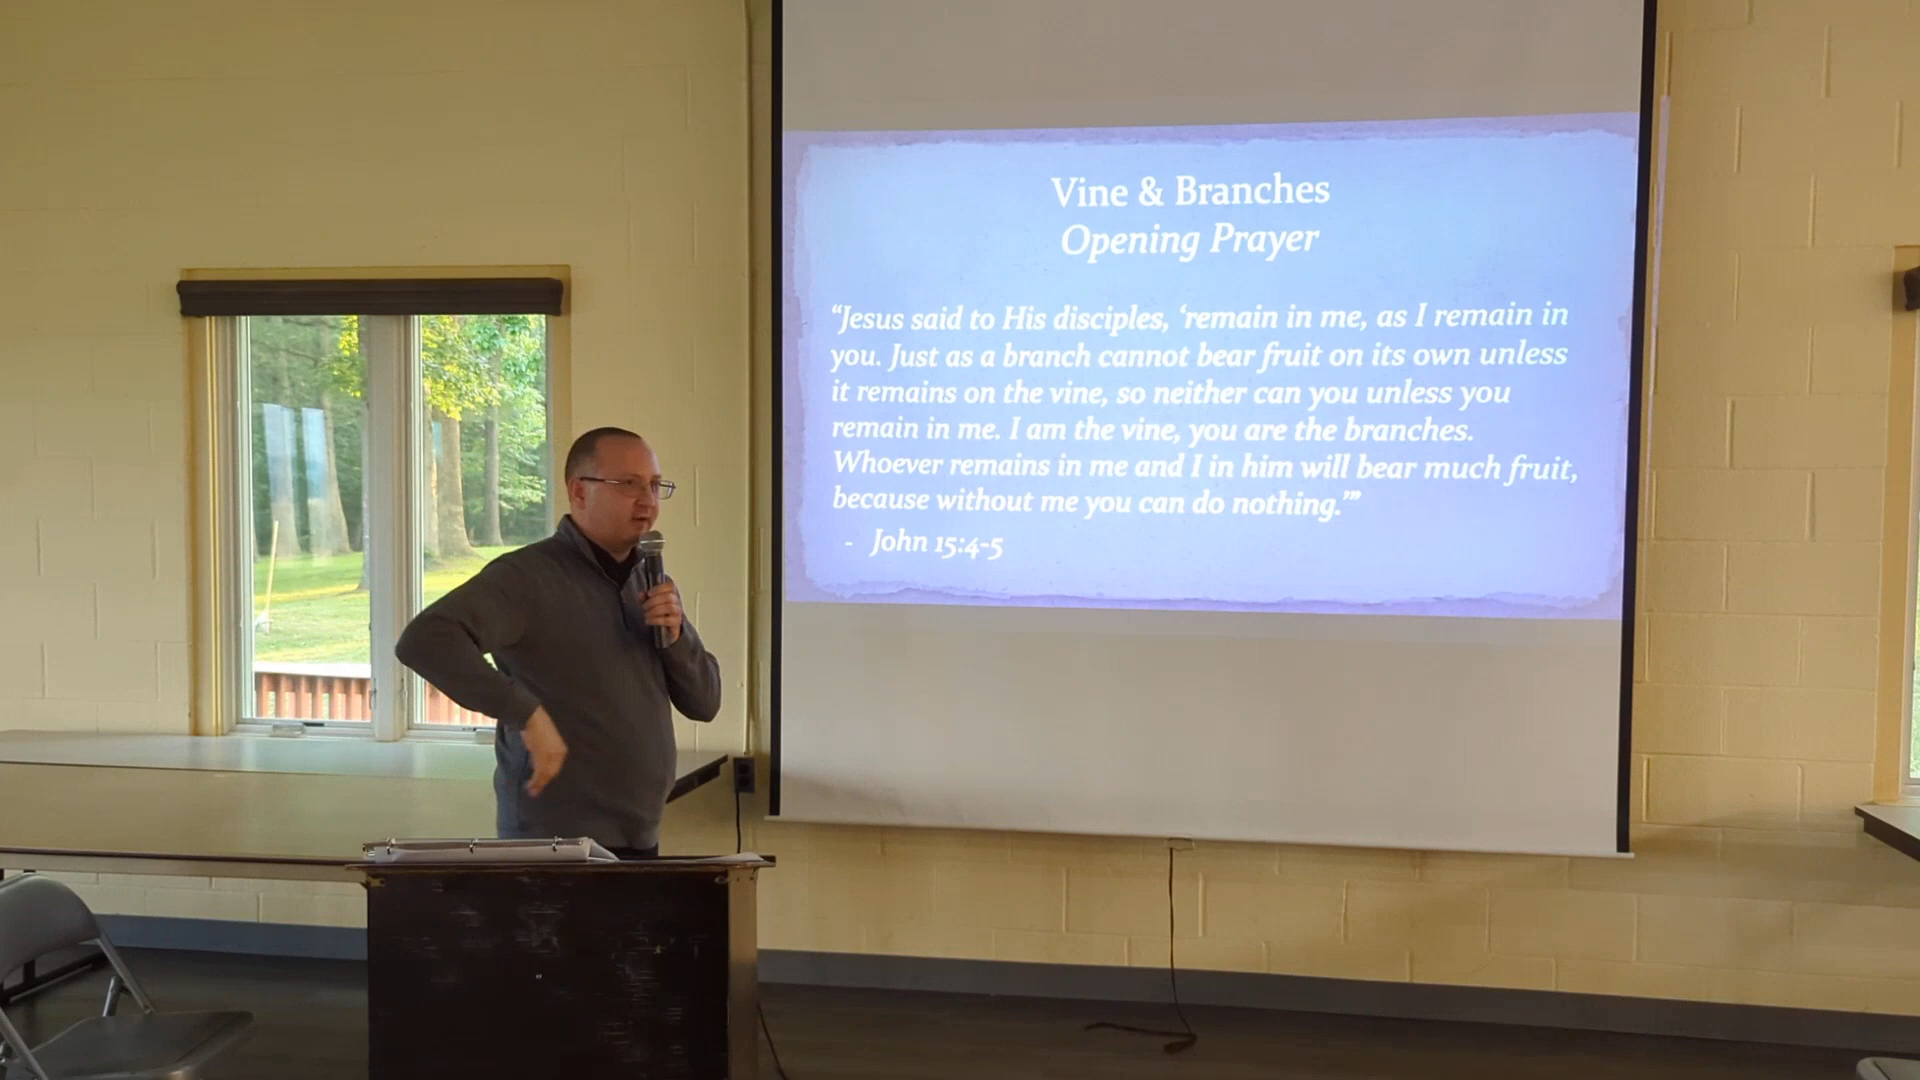 Vine & Branches
Opening Prayer
“Jesus said to His disciples, ‘remain in me, as I remain in
you. Just as a branch cannot bear fruit on its own unless
it remains on the vine, so neither can you unless you
remain in me. I am the vine, you are the branches.
Whoever remains in me and I in him will bear much fruit,
because without me you can do nothing.’”
- John 15:4-5